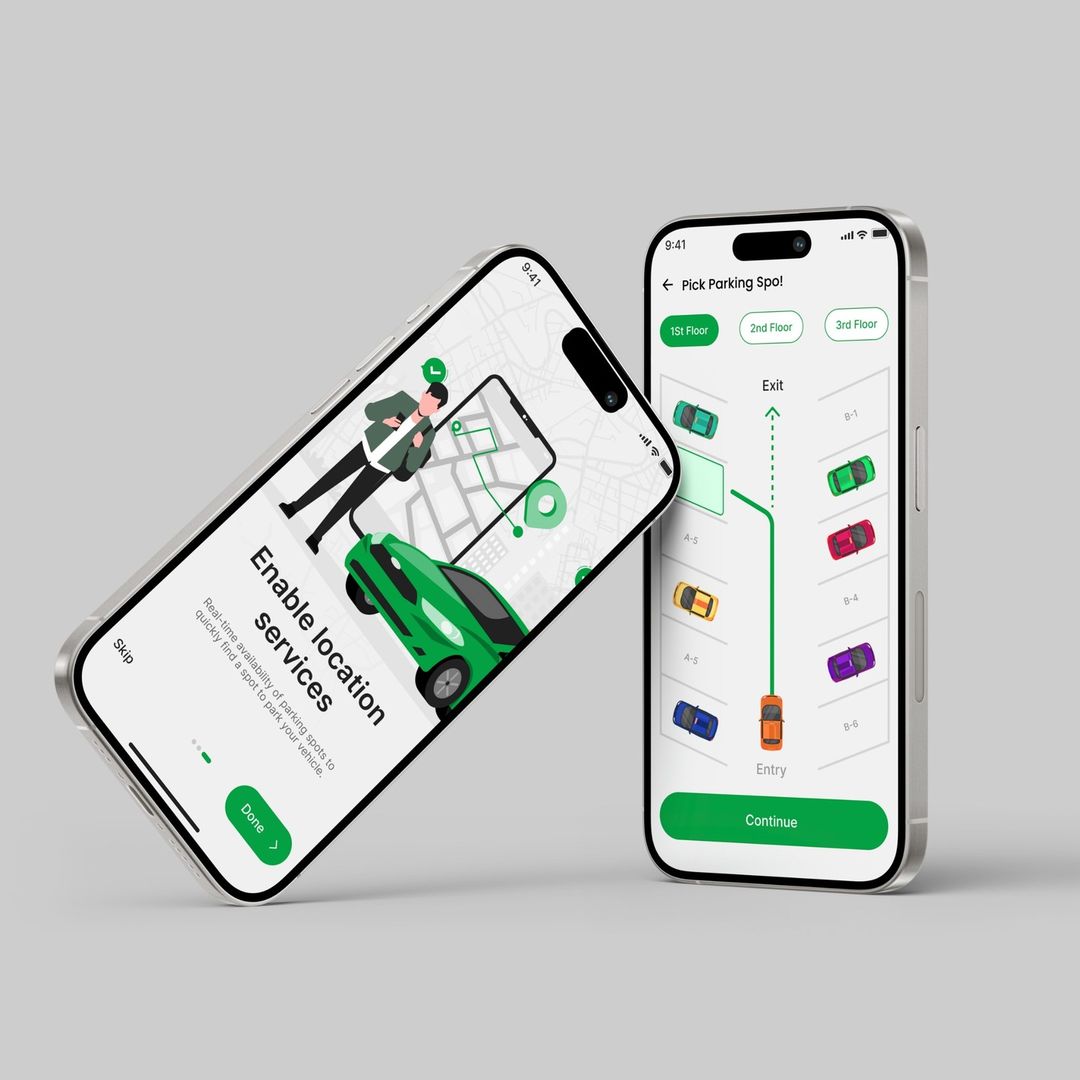 9:41
Enable location
services
Real-time availability of parking spots to
quickly find a spot to park your vehicle.
Skip
Done
9:41
Pick Parking Spo!
1St Floor
2nd Floor
3rd Floor
Exit
B-1
A-5
B-4
A-5
B-6
Entry
Continue